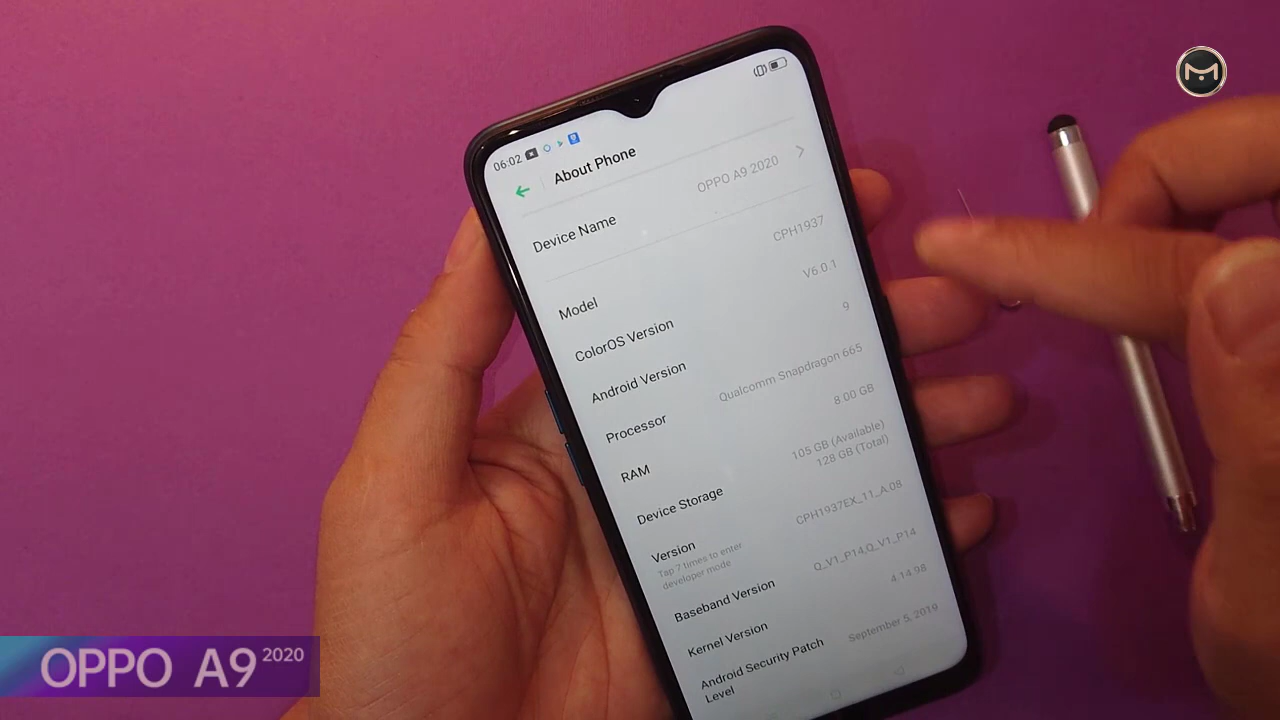 06:02
About Phone
Device Name OPPO A9 2020
Model CPH1937
ColorOS Version V6.0.1
Android Version 9
Processor Qualcomm Snapdragon 665
RAM 8.00 GB
Device Storage 105 GB (Available)
128 GB (Total)
Version CPH1937EX_11_A.08
Tap 7 times to enter
developer mode
Baseband Version Q_V1_P14,Q_V1_P14
Kernel Version 4.14.98
Android Security Patch September 5, 2019
Level
OPPO A9 2020